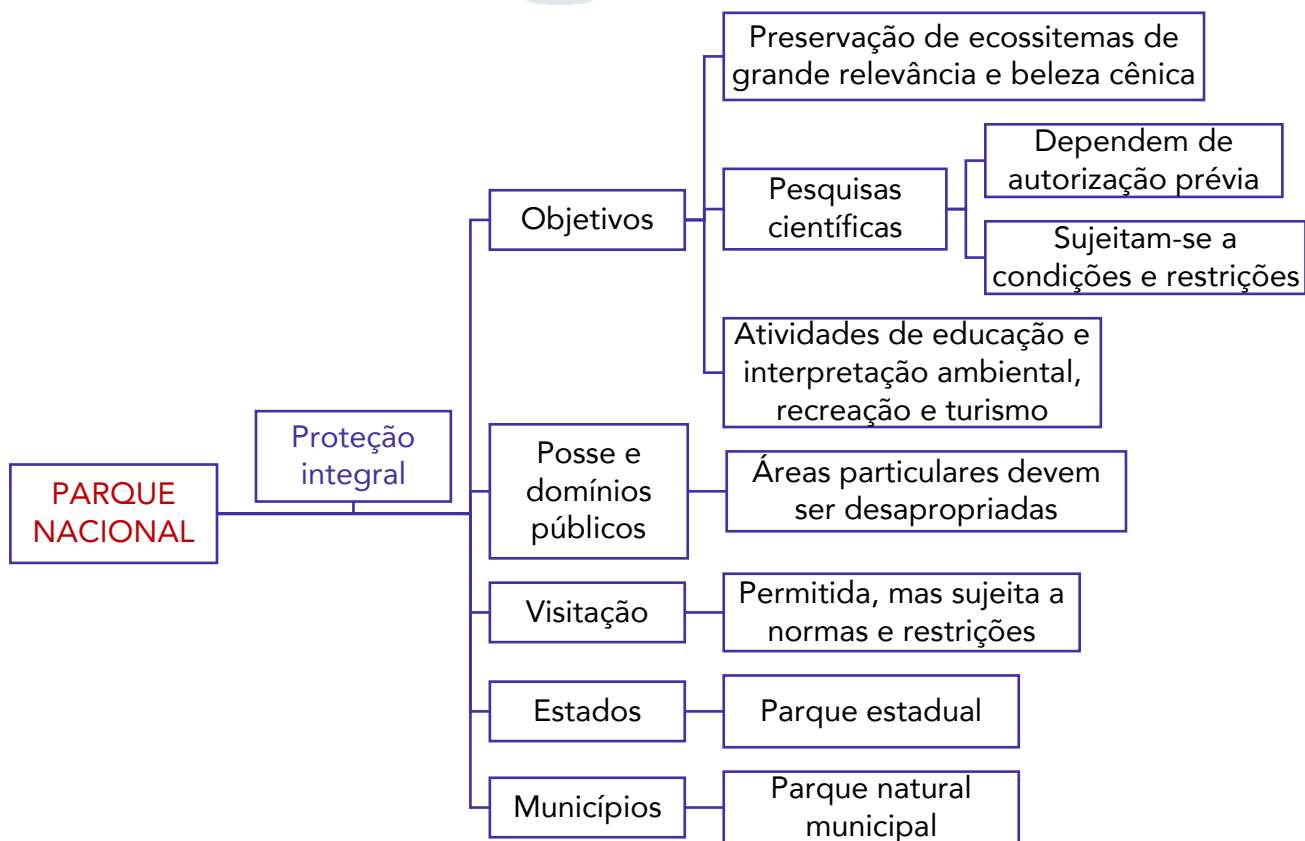 Preservação de ecossitemas de
grande relevância e beleza cênica
Dependem de
autorização prévia
Pesquisas
científicas
Objetivos
Sujeitam-se a
condições e restrições
Atividades de educação e
interpretação ambiental,
recreação e turismo
Proteção
integral
PARQUE
NACIONAL
Posse e
domínios
públicos
Áreas particulares devem
ser desapropriadas
Visitação
Permitida, mas sujeita a
normas e restrições
Estados
Parque estadual
Municípios
Parque natural
municipal